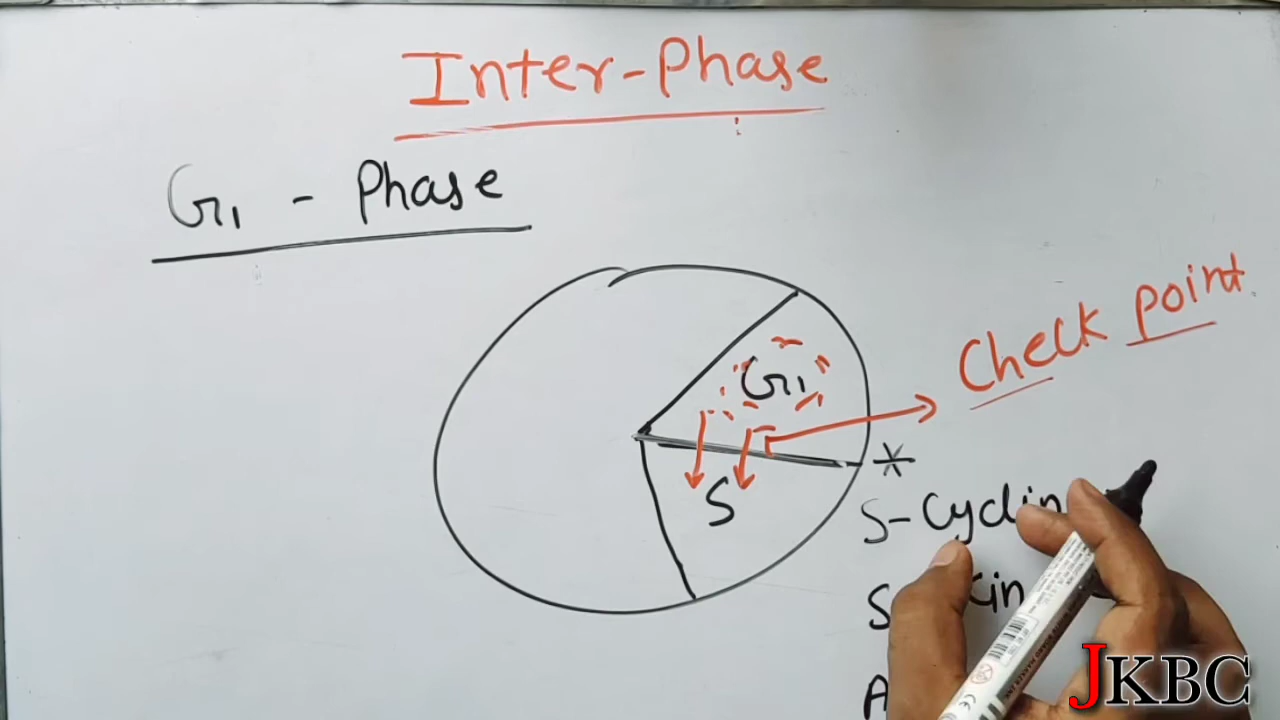 Inter-Phase
G1 - Phase
Check point
G1
*
S
S-Cyclin
S
JKBC